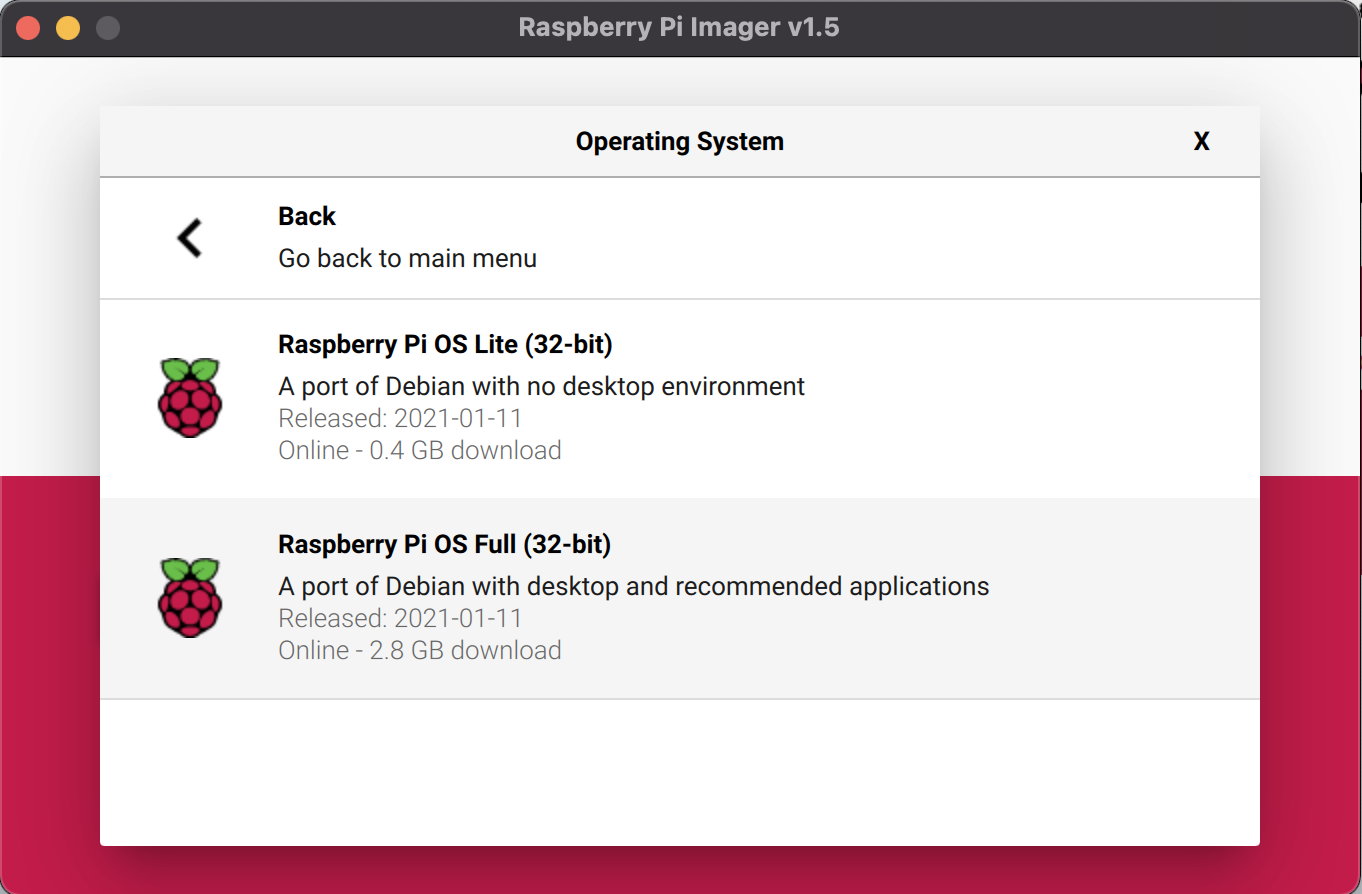 Raspberry Pi Imager v1.5
Operating System
X
Back
Go back to main menu
Raspberry Pi OS Lite (32-bit)
A port of Debian with no desktop environment
Released: 2021-01-11
Online - 0.4 GB download
Raspberry Pi OS Full (32-bit)
A port of Debian with desktop and recommended applications
Released: 2021-01-11
Online - 2.8 GB download